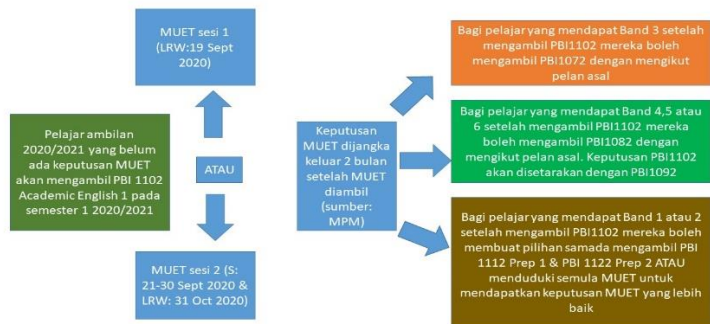 MUET sesi 1
(LRW:19 Sept
2020)
Pelajar ambilan
2020/2021 yang belum
ada keputusan MUET
akan mengambil PBI 1102
Academic English 1 pada
semester 1 2020/2021
ATAU
MUET sesi 2 (S:
21-30 Sept 2020 &
LRW: 31 Oct 2020)
Keputusan
MUET dijangka
keluar 2 bulan
setelah MUET
diambil
(sumber:
MPM)
Bagi pelajar yang mendapat Band 3 setelah
mengambil PBI1102 mereka boleh
mengambil PBI1072 dengan mengikut
pelan asal
Bagi pelajar yang mendapat Band 4,5 atau
6 setelah mengambil PBI1102 mereka
boleh mengambil PBI1082 dengan
mengikut pelan asal. Keputusan PBI1102
akan disetarakan dengan PBI1092
Bagi pelajar yang mendapat Band 1 atau 2
setelah mengambil PBI1102 mereka boleh
membuat pilihan samada mengambil PBI
1112 Prep 1 & PBI 1122 Prep 2 ATAU
menduduki semula MUET untuk
mendapatkan keputusan MUET yang lebih
baik